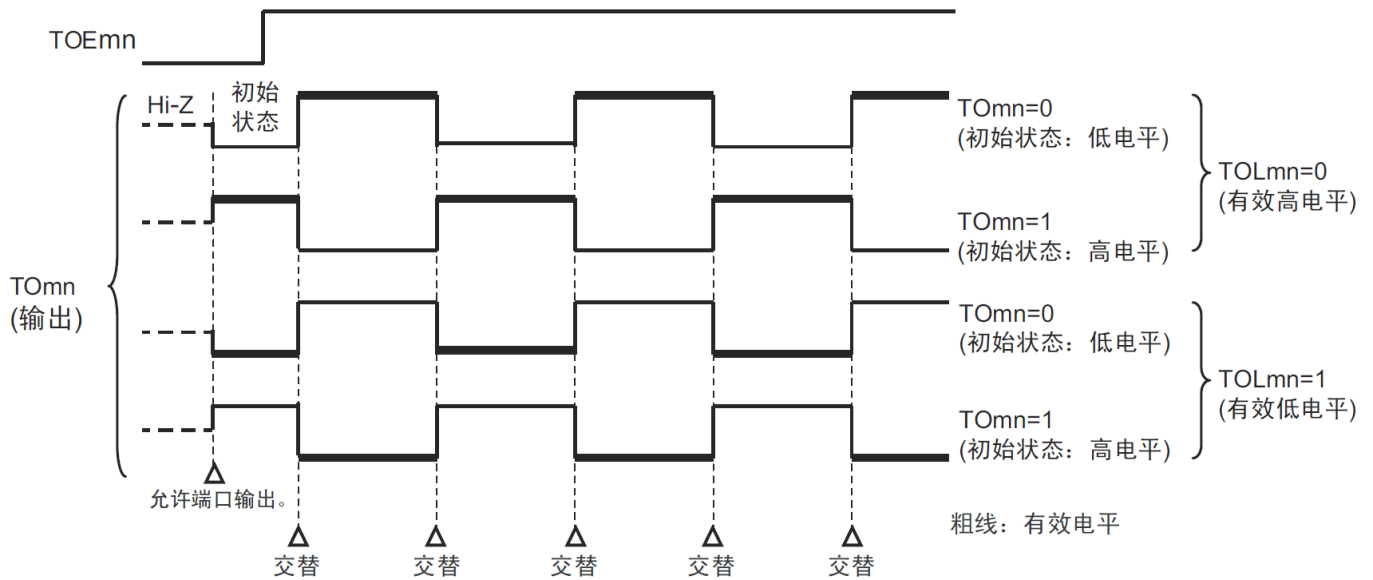 TOEmn
Hi-Z
初始
状态
TOmn=0
(初始状态：低电平)
TOLmn=0
(有效高电平)
TOmn=1
(初始状态：高电平)
TOmn
(输出)
TOmn=0
(初始状态：低电平)
TOLmn=1
(有效低电平)
TOmn=1
(初始状态：高电平)
允许端口输出。
粗线：有效电平
交替
交替
交替
交替
交替